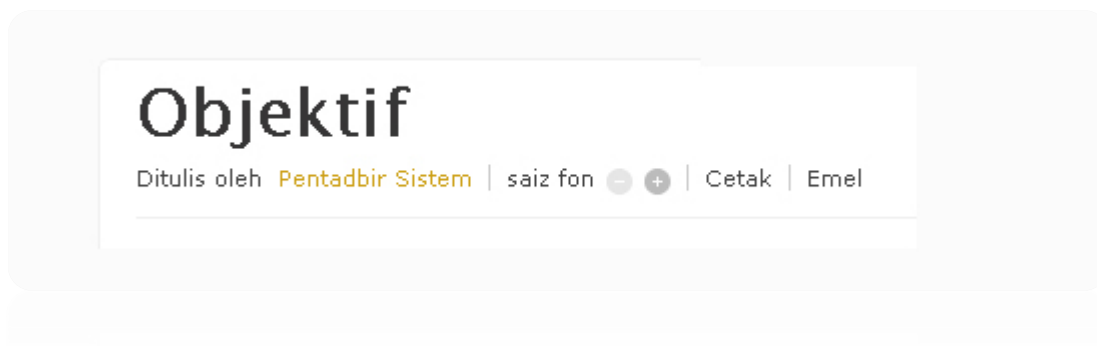 Objektif
Ditulis oleh Pentadbir Sistem | saiz fon − + | Cetak | Emel